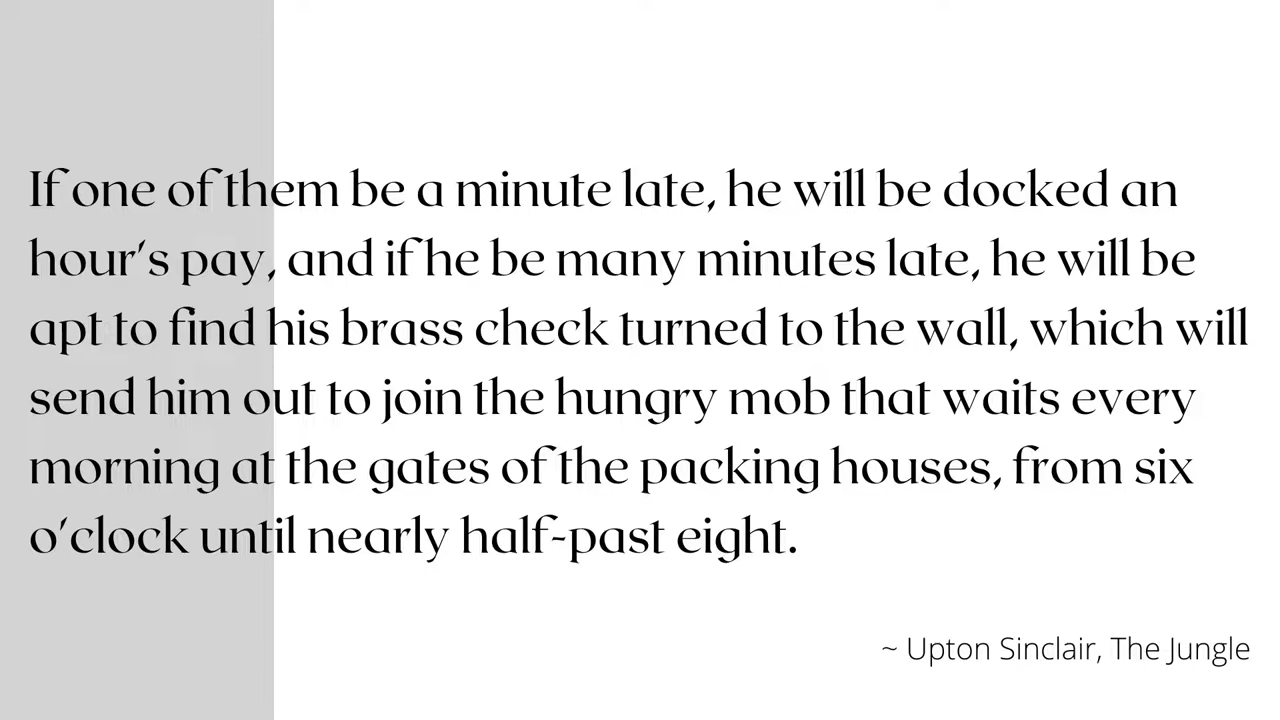 If one of them be a minute late, he will be docked an
hour's pay, and if he be many minutes late, he will be
apt to find his brass check turned to the wall, which will
send him out to join the hungry mob that waits every
morning at the gates of the packing houses, from six
o'clock until nearly half-past eight.
~ Upton Sinclair, The Jungle